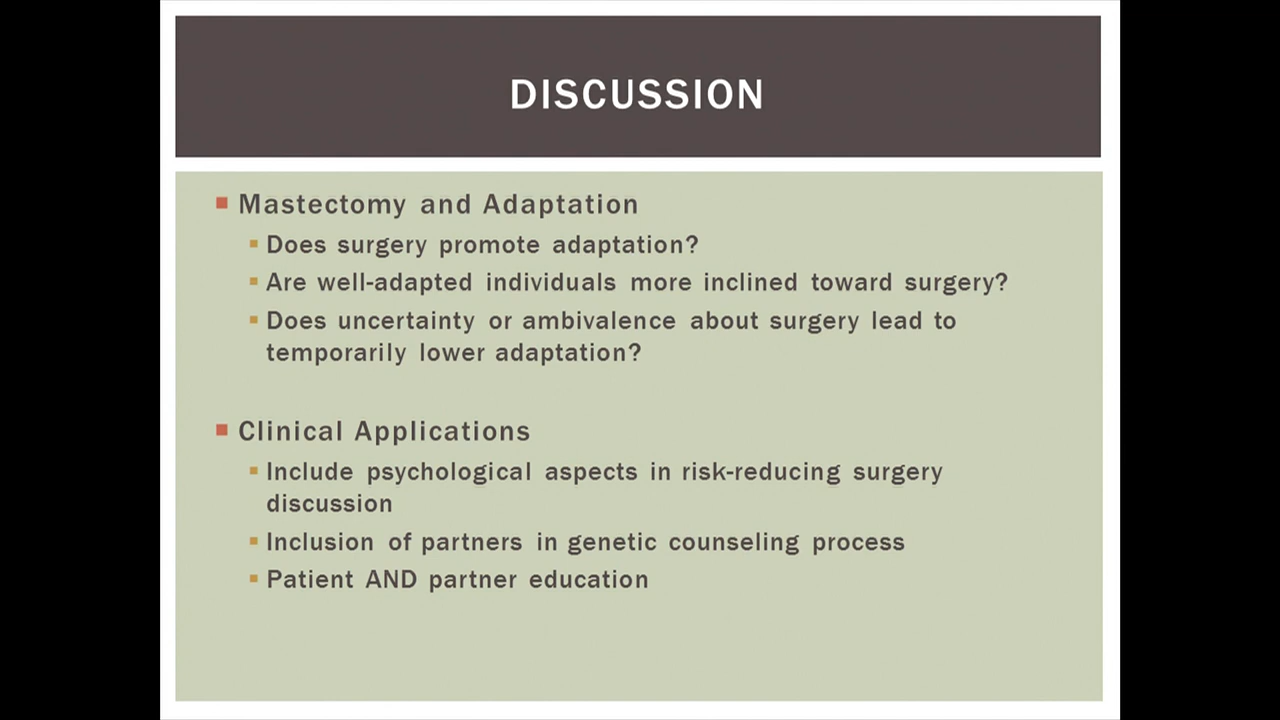 DISCUSSION
Mastectomy and Adaptation
Does surgery promote adaptation?
Are well-adapted individuals more inclined toward surgery?
Does uncertainty or ambivalence about surgery lead to
temporarily lower adaptation?
Clinical Applications
Include psychological aspects in risk-reducing surgery
discussion
Inclusion of partners in genetic counseling process
Patient AND partner education